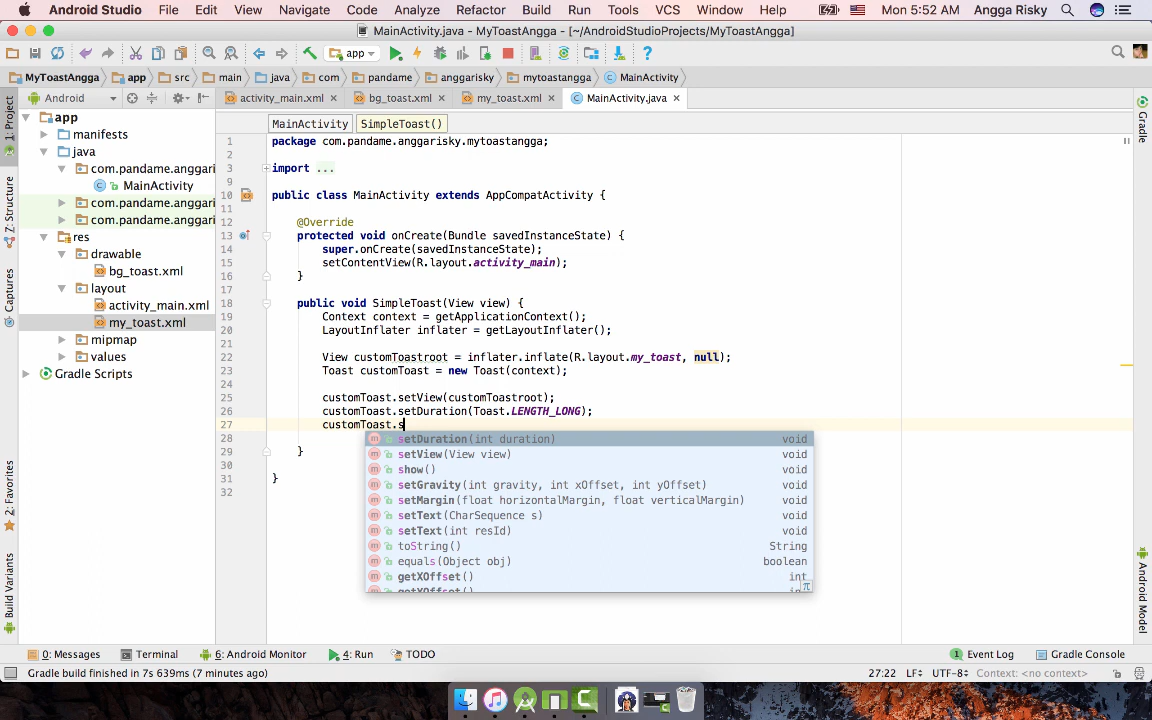 Android Studio File Edit View Navigate Code Analyze Refactor Build Run Tools VCS Window Help Mon 5:52 AM Angga Risky
MainActivity.java - MyToastAngga - [~/AndroidStudioProjects/MyToastAngga]
app
MyToastAngga app src main java com pandame anggarisky mytoastangga MainActivity
Android activity_main.xml bg_toast.xml my_toast.xml MainActivity.java
1: Project
Z: Structure
Captures
2: Favorites
Build Variants
app
manifests
java
com.pandame.anggari
MainActivity
com.pandame.anggari
com.pandame.anggari
res
drawable
bg_toast.xml
layout
activity_main.xml
my_toast.xml
mipmap
values
Gradle Scripts
MainActivity SimpleToast()
1 package com.pandame.anggarisky.mytoastangga;
2
3 import ...
9
10 public class MainActivity extends AppCompatActivity {
11
12 @Override
13 protected void onCreate(Bundle savedInstanceState) {
14 super.onCreate(savedInstanceState);
15 setContentView(R.layout.activity_main);
16 }
17
18 public void SimpleToast(View view) {
19 Context context = getApplicationContext();
20 LayoutInflater inflater = getLayoutInflater();
21
22 View customToastroot = inflater.inflate(R.layout.my_toast, null);
23 Toast customToast = new Toast(context);
24
25 customToast.setView(customToastroot);
26 customToast.setDuration(Toast.LENGTH_LONG);
27 customToast.s
28
29 }
30
31 }
32
setDuration(int duration) void
setView(View view) void
show() void
setGravity(int gravity, int xOffset, int yOffset) void
setMargin(float horizontalMargin, float verticalMargin) void
setText(CharSequence s) void
setText(int resId) void
toString() String
equals(Object obj) boolean
getXOffset() int
Gradle
Android Model
0: Messages Terminal 6: Android Monitor 4: Run TODO 1 Event Log Gradle Console
Gradle build finished in 7s 639ms (7 minutes ago) 27:22 LF UTF-8 Context: <no context>